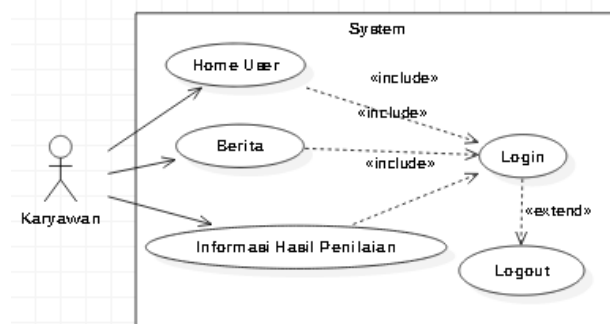 System
Home User
«include»
«include»
Berita
«include»
Login
Karyawan
«extend»
Informasi Hasil Penilaian
Logout